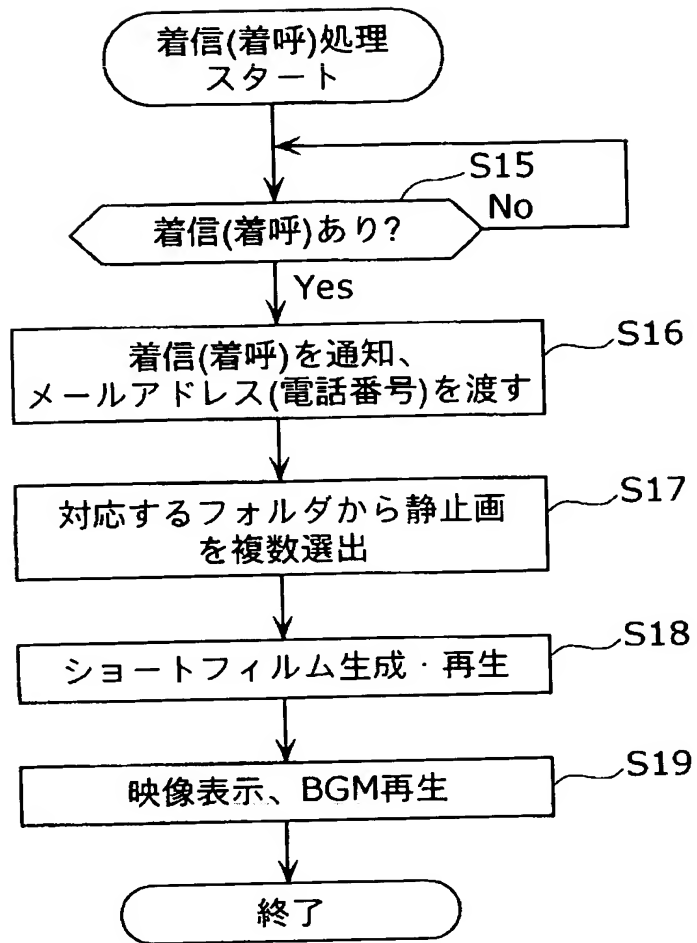 着信(着呼)処理
スタート
S15
No
着信(着呼)あり?
Yes
S16
着信(着呼)を通知、
メールアドレス(電話番号)を渡す
S17
対応するフォルダから静止画
を複数選出
S18
ショートフィルム生成·再生
S19
映像表示、BGM再生
終了